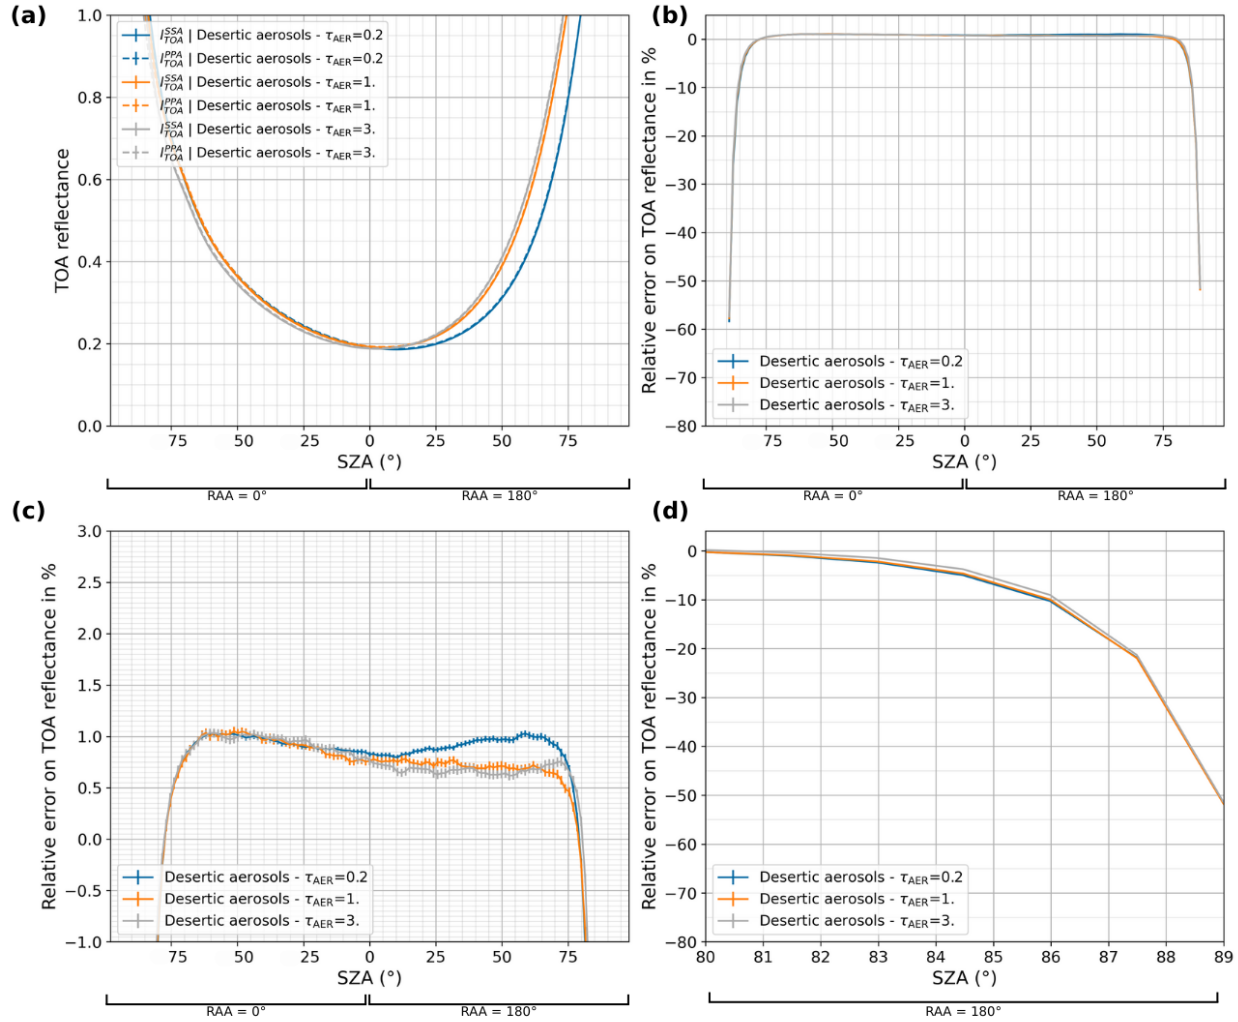 (a)
1.0
0.8
0.6
0.4
0.2
0.0
TOA reflectance
I_TOA^SSA | Desertic aerosols - τ_AER=0.2
I_TOA^PPA | Desertic aerosols - τ_AER=0.2
I_TOA^SSA | Desertic aerosols - τ_AER=1.
I_TOA^PPA | Desertic aerosols - τ_AER=1.
I_TOA^SSA | Desertic aerosols - τ_AER=3.
I_TOA^PPA | Desertic aerosols - τ_AER=3.
75 50 25 0 25 50 75
SZA (°)
RAA = 0° RAA = 180°
(b)
0
−10
−20
−30
−40
−50
−60
−70
−80
Relative error on TOA reflectance in %
Desertic aerosols - τ_AER=0.2
Desertic aerosols - τ_AER=1.
Desertic aerosols - τ_AER=3.
75 50 25 0 25 50 75
SZA (°)
RAA = 0° RAA = 180°
(c)
3.0
2.5
2.0
1.5
1.0
0.5
0.0
−0.5
−1.0
Relative error on TOA reflectance in %
Desertic aerosols - τ_AER=0.2
Desertic aerosols - τ_AER=1.
Desertic aerosols - τ_AER=3.
75 50 25 0 25 50 75
SZA (°)
RAA = 0° RAA = 180°
(d)
0
−10
−20
−30
−40
−50
−60
−70
−80
Relative error on TOA reflectance in %
Desertic aerosols - τ_AER=0.2
Desertic aerosols - τ_AER=1.
Desertic aerosols - τ_AER=3.
80 81 82 83 84 85 86 87 88 89
SZA (°)
RAA = 180°